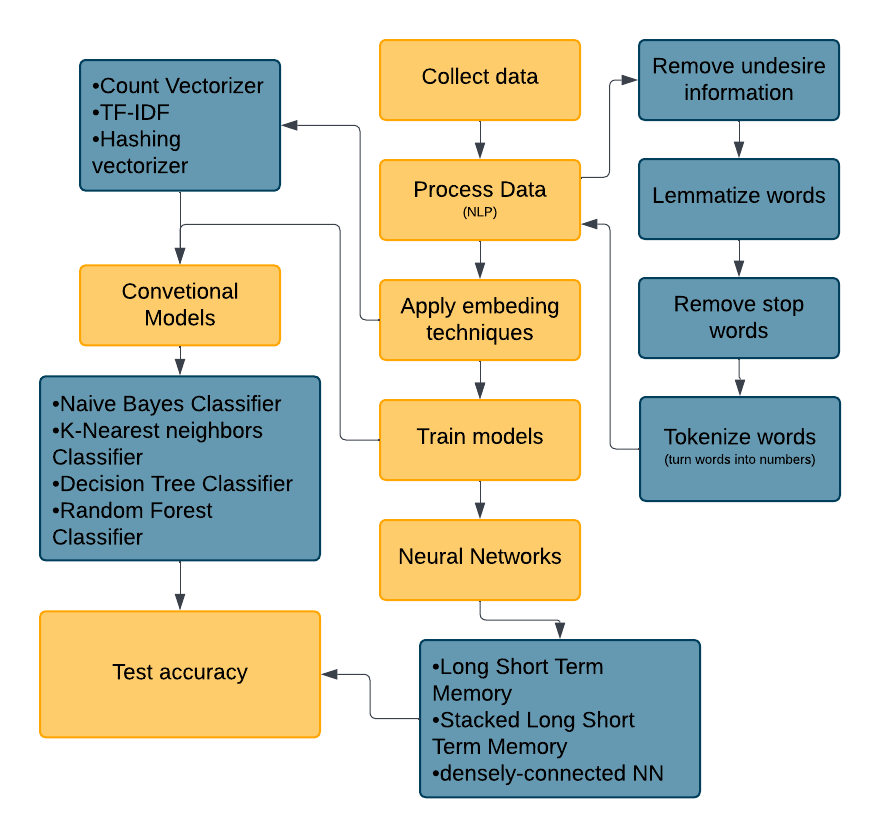 Collect data
Process Data
(NLP)
Apply embeding
techniques
Train models
Neural Networks
•Long Short Term
Memory
•Stacked Long Short
Term Memory
•densely-connected NN
Remove undesire
information
Lemmatize words
Remove stop
words
Tokenize words
(turn words into numbers)
•Count Vectorizer
•TF-IDF
•Hashing
vectorizer
Convetional
Models
•Naive Bayes Classifier
•K-Nearest neighbors
Classifier
•Decision Tree Classifier
•Random Forest
Classifier
Test accuracy